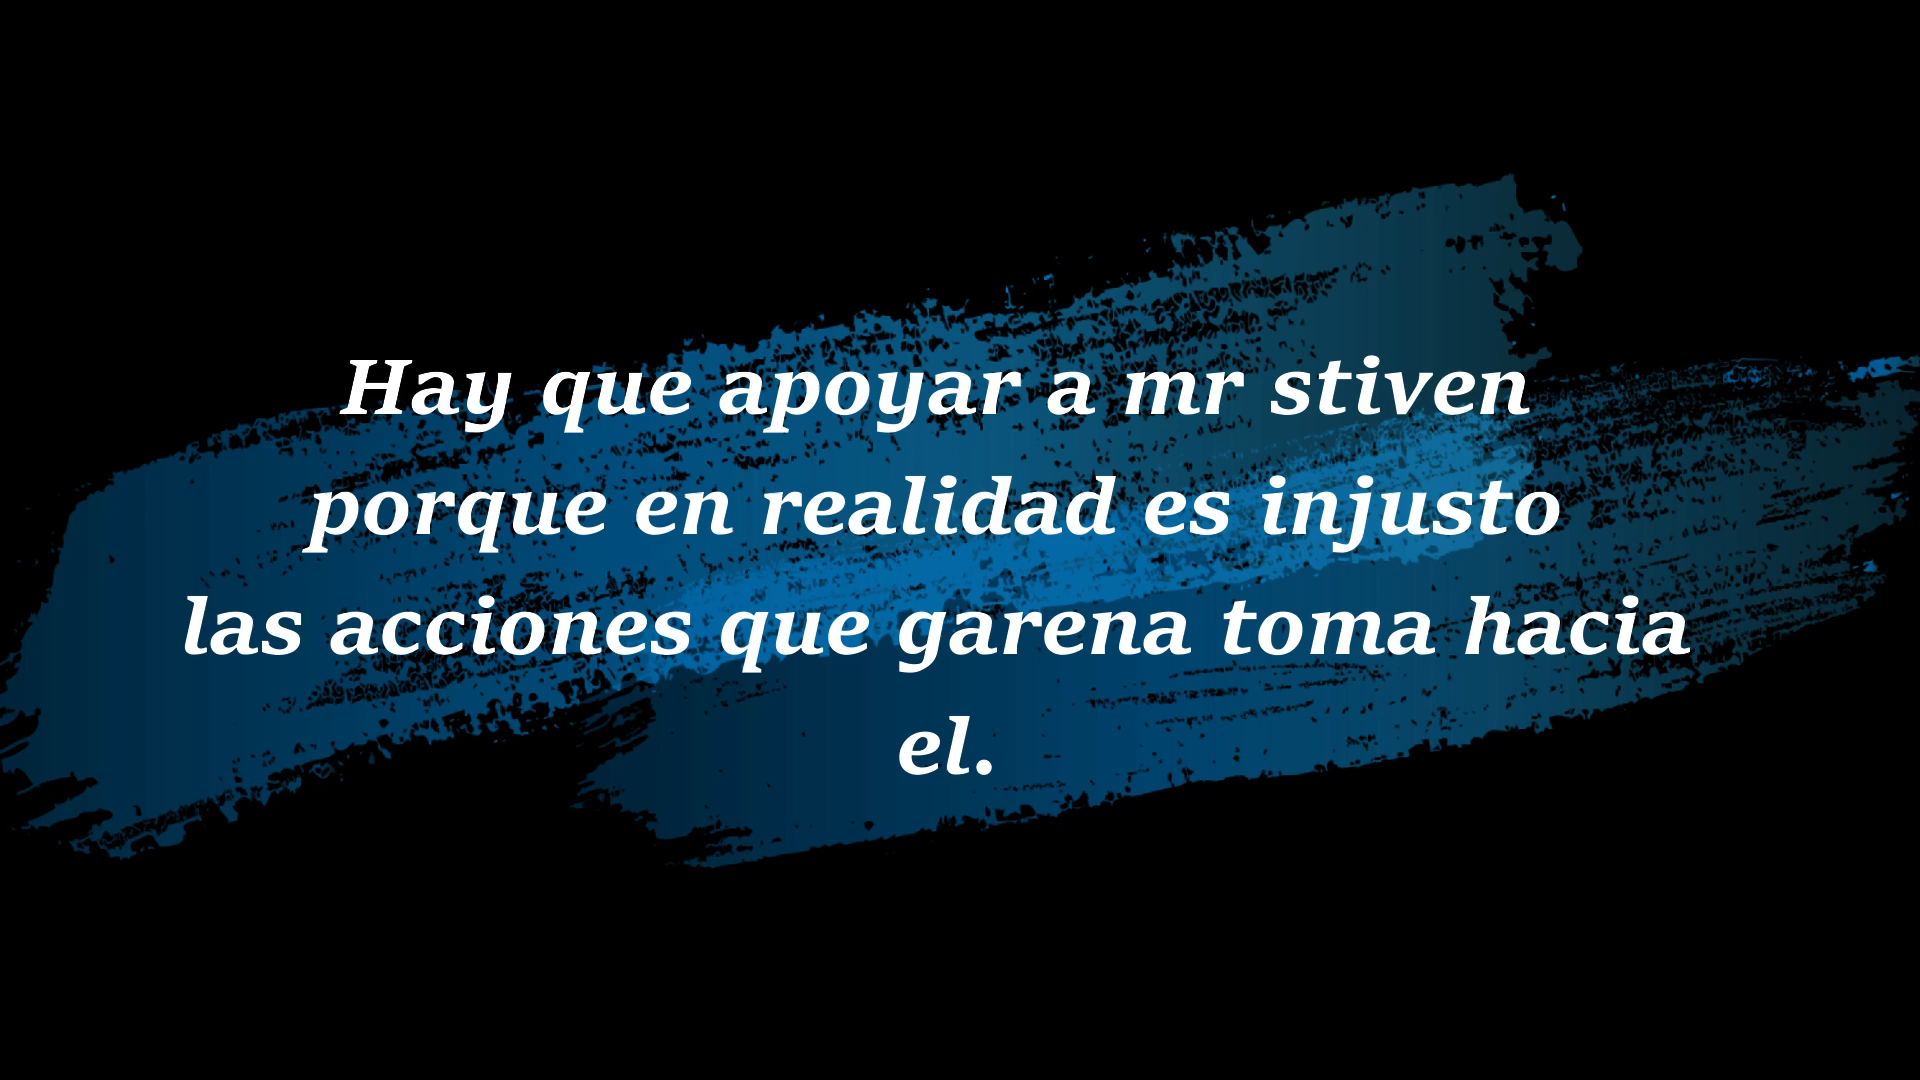 Hay que apoyar a mr stiven
porque en realidad es injusto
las acciones que garena toma hacia
el.